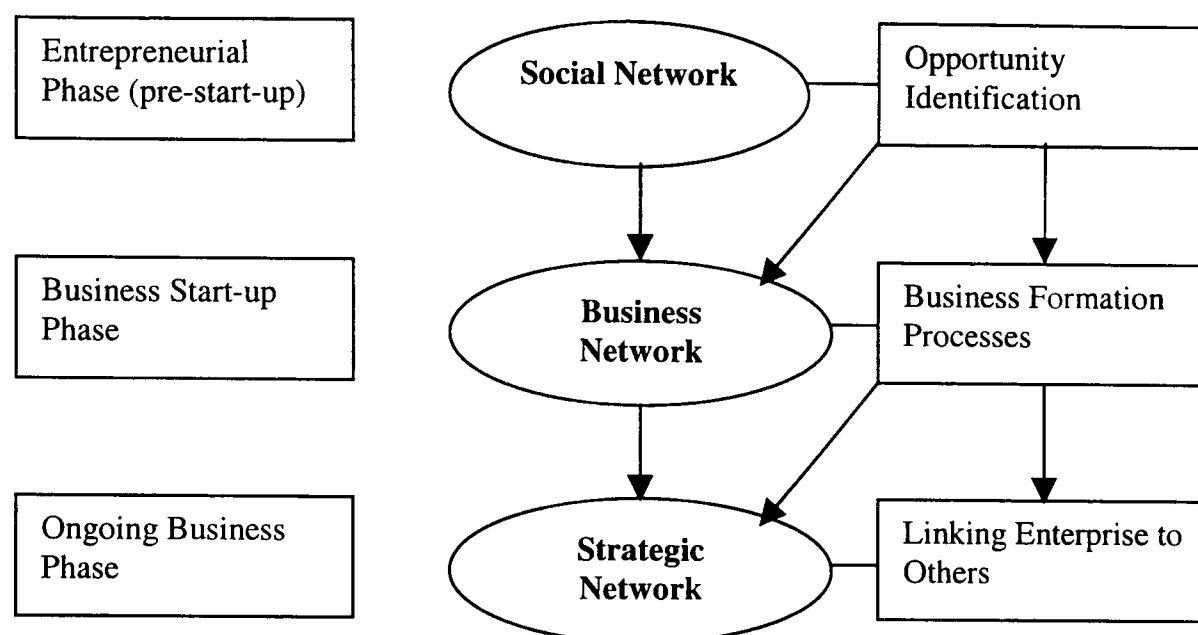 Entrepreneurial
Phase (pre-start-up)
Social Network
Opportunity
Identification
Business Start-up
Phase
Business
Network
Business Formation
Processes
Ongoing Business
Phase
Strategic
Network
Linking Enterprise to
Others